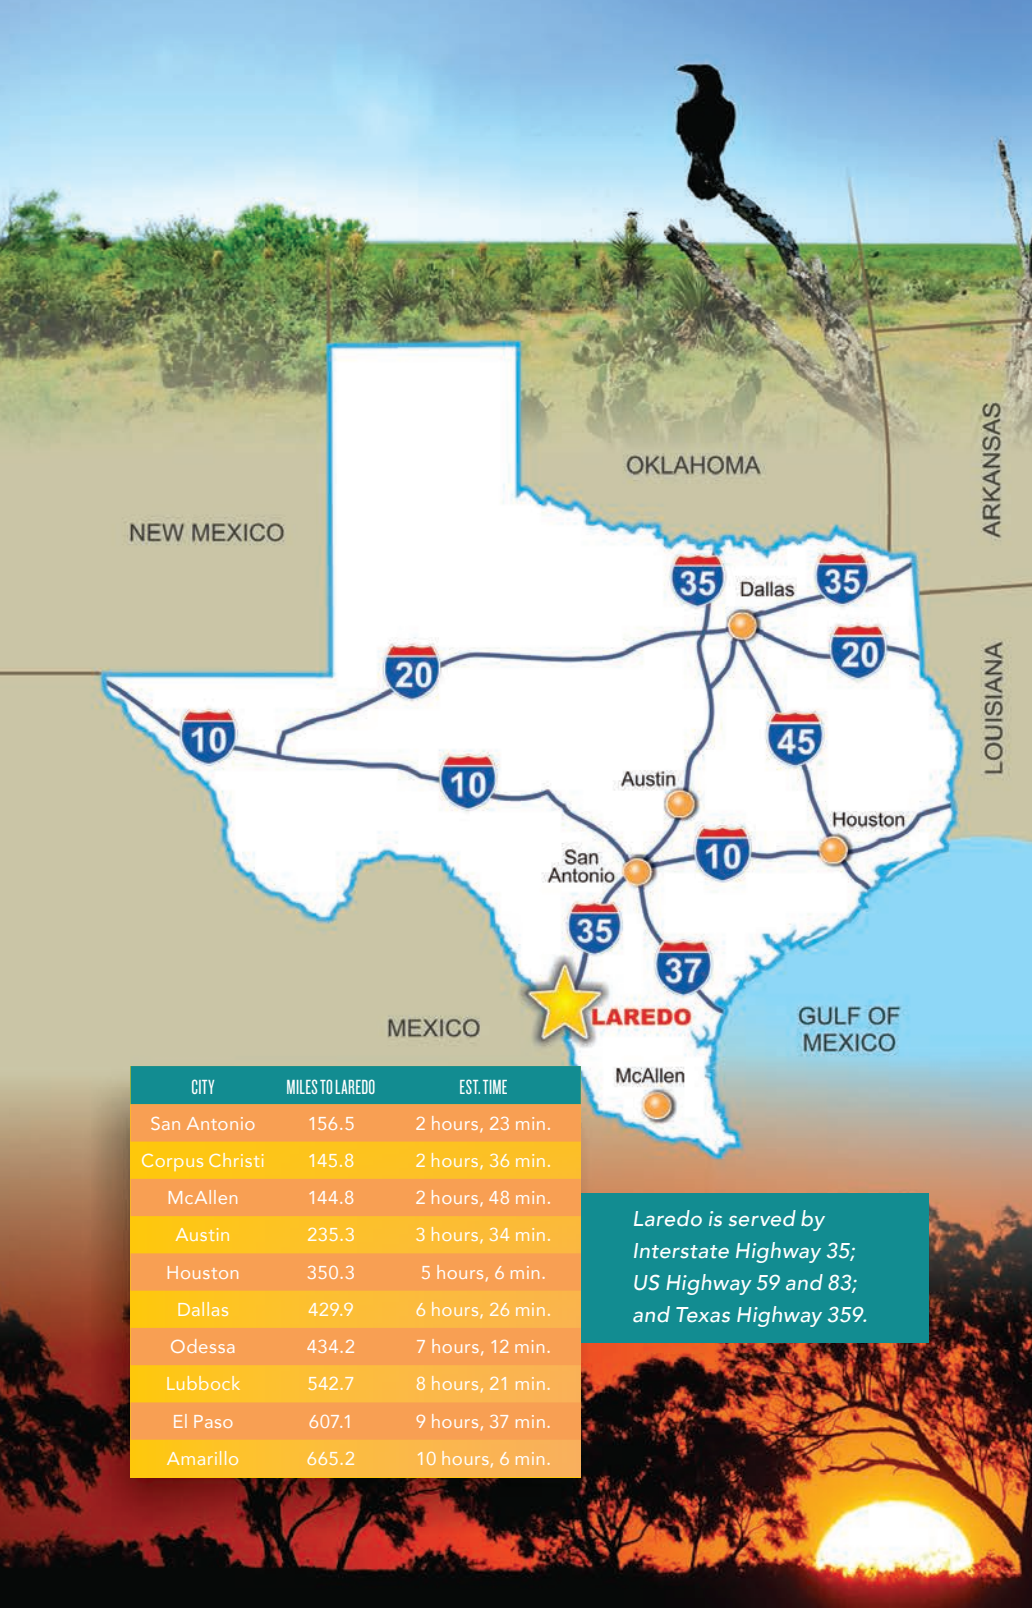 OKLAHOMA
ARKANSAS
NEW MEXICO
35
Dallas
35
20
20
LOUISIANA
10
45
10
Austin
Houston
San
Antonio
10
35
37
LAREDO
MEXICO
GULF OF
MEXICO
McAllen
CITY MILES TO LAREDO EST. TIME
San Antonio 156.5 2 hours, 23 min.
Corpus Christi 145.8 2 hours, 36 min.
McAllen 144.8 2 hours, 48 min.
Austin 235.3 3 hours, 34 min.
Houston 350.3 5 hours, 6 min.
Dallas 429.9 6 hours, 26 min.
Odessa 434.2 7 hours, 12 min.
Lubbock 542.7 8 hours, 21 min.
El Paso 607.1 9 hours, 37 min.
Amarillo 665.2 10 hours, 6 min.
Laredo is served by
Interstate Highway 35;
US Highway 59 and 83;
and Texas Highway 359.